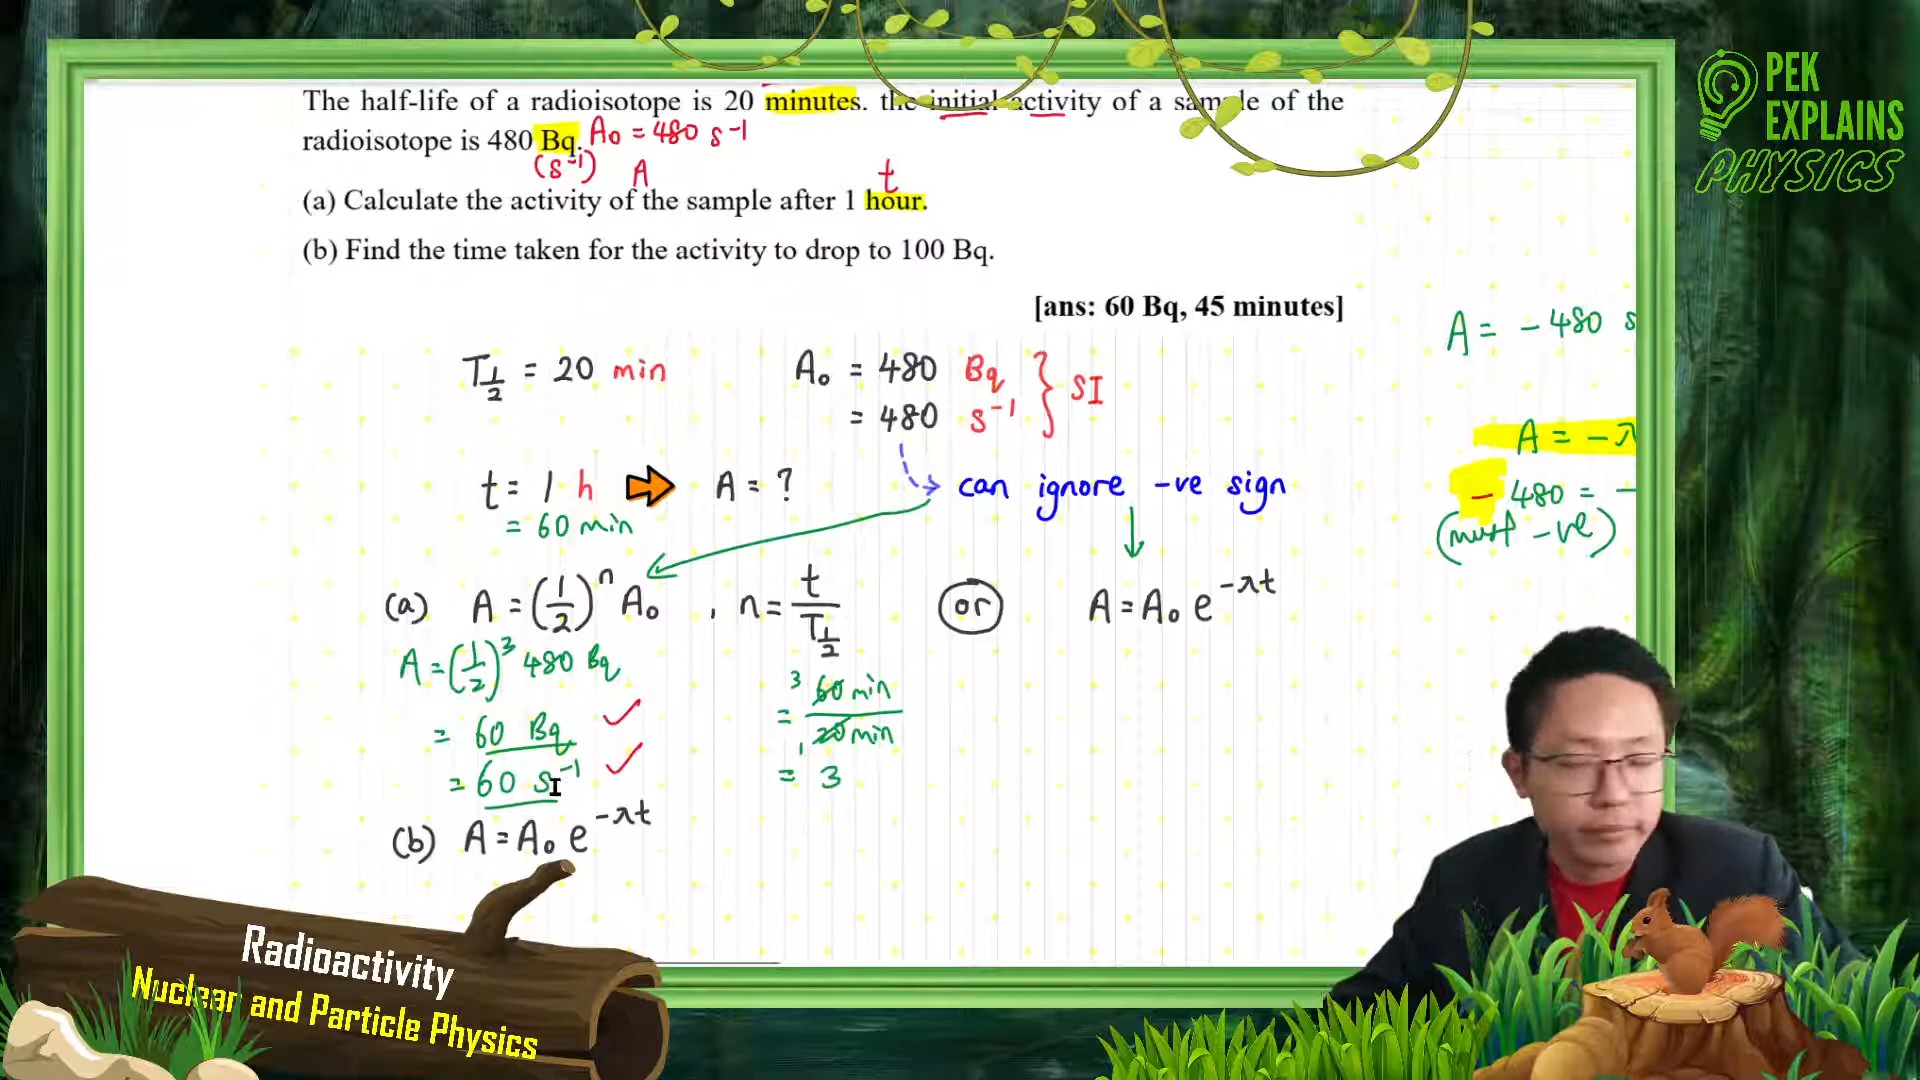 PEK
EXPLAINS
PHYSICS
The half-life of a radioisotope is 20 minutes. the initial activity of a sample of the
radioisotope is 480 Bq. A₀ = 480 s⁻¹
(s⁻¹) A t
(a) Calculate the activity of the sample after 1 hour.
(b) Find the time taken for the activity to drop to 100 Bq.
[ans: 60 Bq, 45 minutes]
A = - 480 s
T½ = 20 min A₀ = 480 Bq } SI
= 480 s⁻¹
A = - λ
t = 1 h A = ? can ignore -ve sign
- 480 = -
= 60 min
(must -ve)
(a) A = (1/2)ⁿ A₀ , n = t/T½ or A = A₀ e^-λt
A = (1/2)³ 480 Bq
= 3 60 min / 1 20 min
= 60 Bq
= 60 s⁻¹
= 3
(b) A = A₀ e^-λt
Radioactivity
Nuclear and Particle Physics